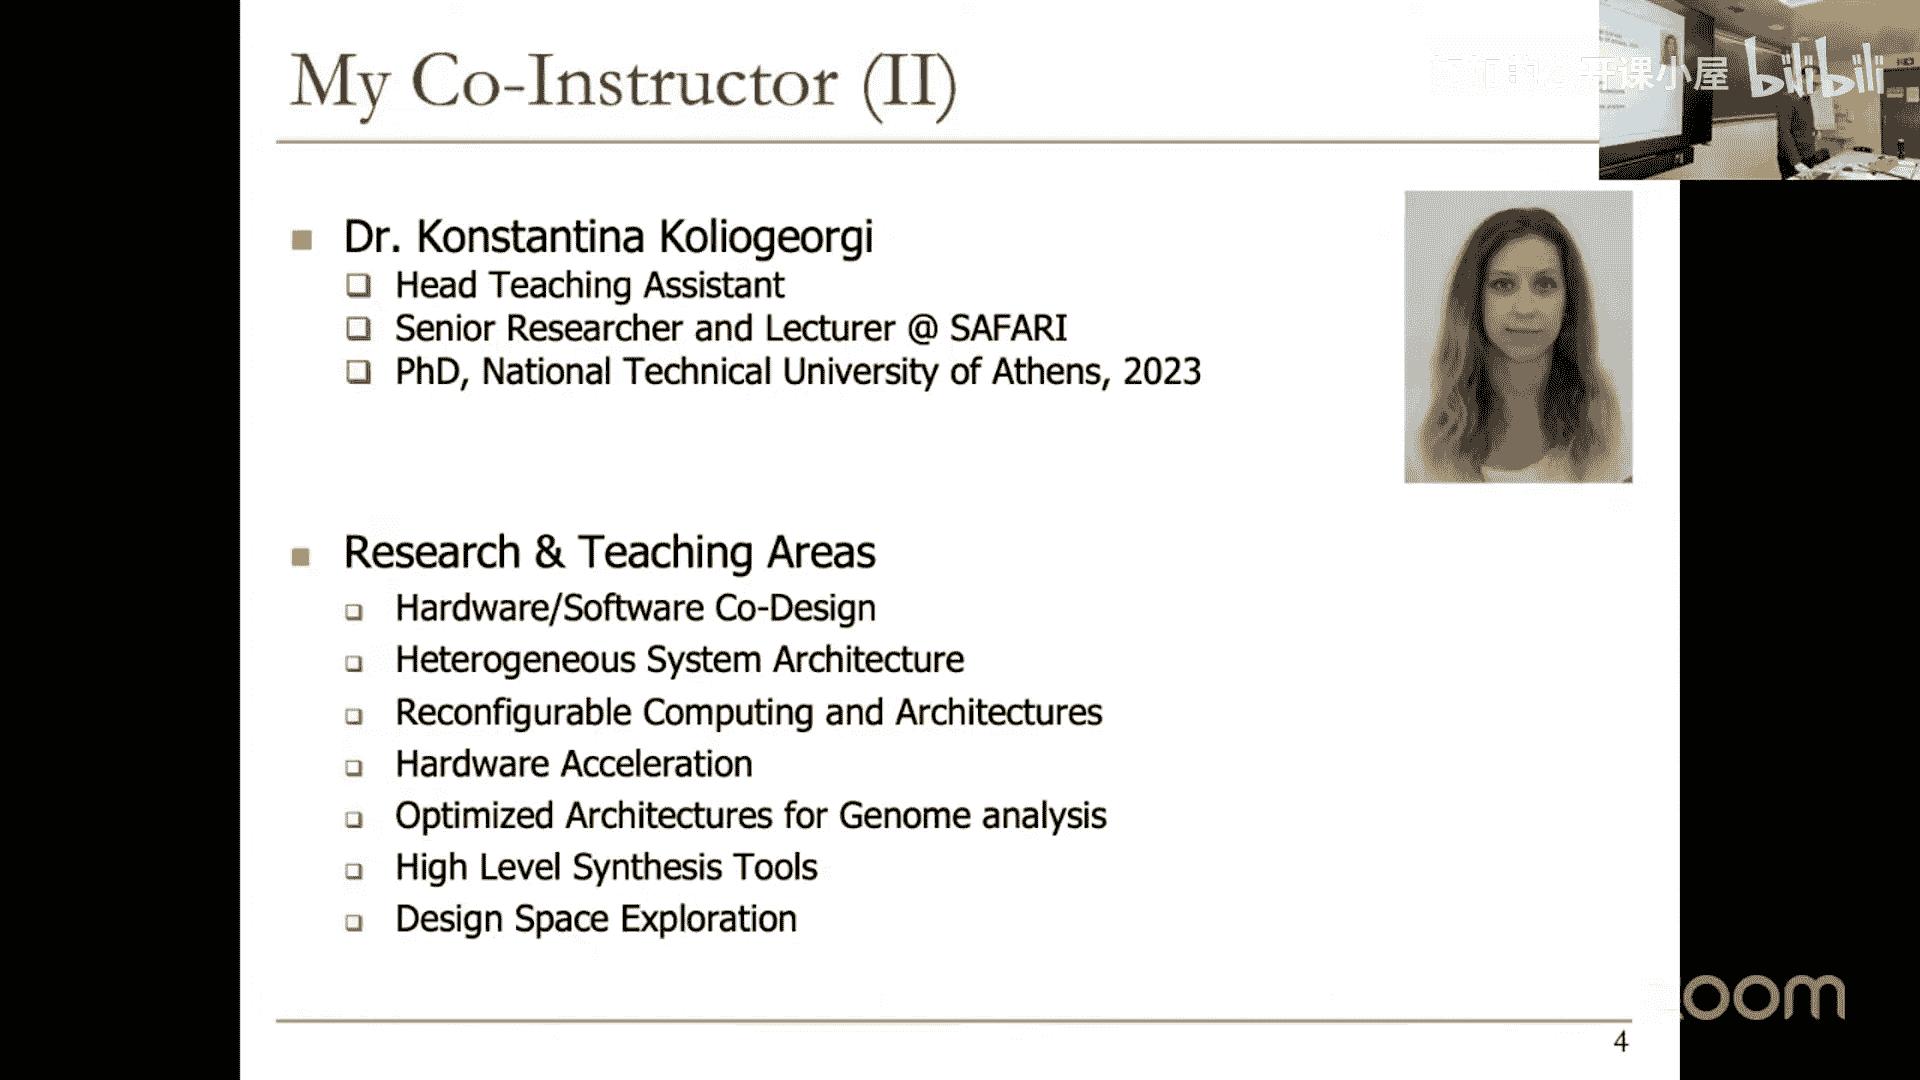 My Co-Instructor (II)
开课小屋 bilibili
Dr. Konstantina Koliogeorgi
Head Teaching Assistant
Senior Researcher and Lecturer @ SAFARI
PhD, National Technical University of Athens, 2023
Research & Teaching Areas
Hardware/Software Co-Design
Heterogeneous System Architecture
Reconfigurable Computing and Architectures
Hardware Acceleration
Optimized Architectures for Genome analysis
High Level Synthesis Tools
Design Space Exploration
zoom
4